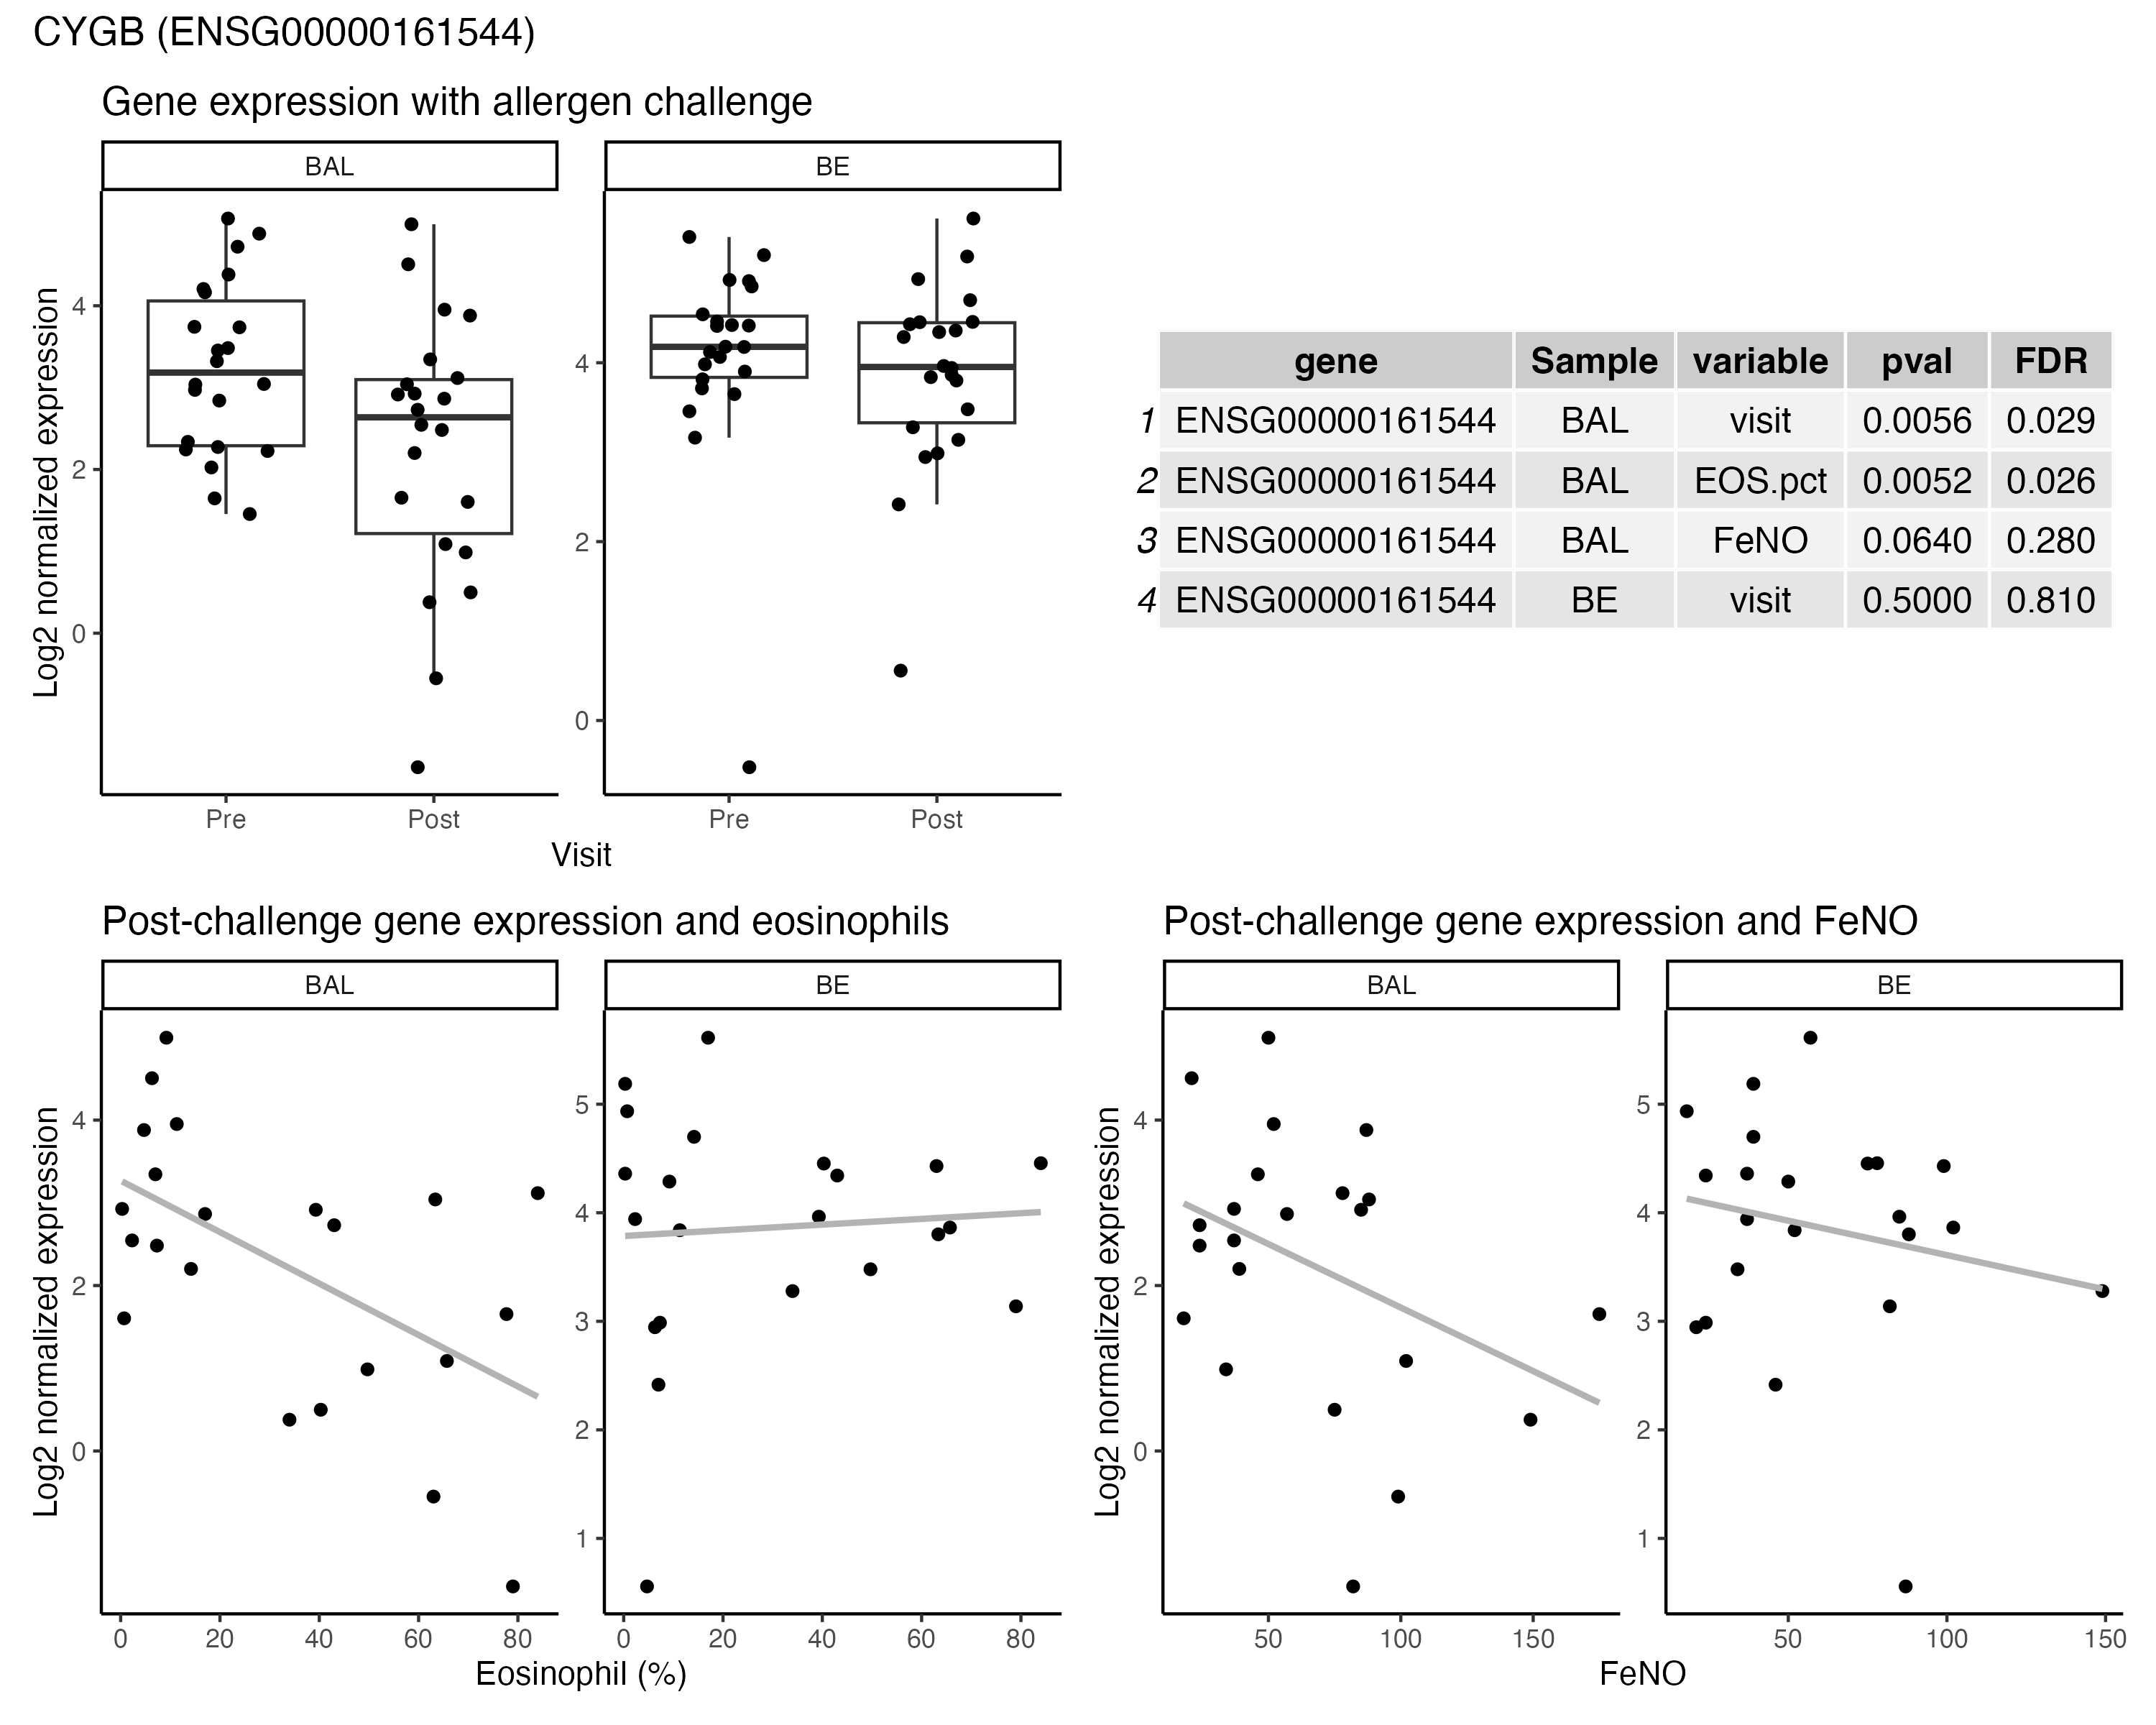 CYGB (ENSG00000161544)
Gene expression with allergen challenge
BAL
BE
Log2 normalized expression
4
2
0
4
2
0
Pre
Post
Pre
Post
Visit
gene Sample variable pval FDR
1 ENSG00000161544 BAL visit 0.0056 0.029
2 ENSG00000161544 BAL EOS.pct 0.0052 0.026
3 ENSG00000161544 BAL FeNO 0.0640 0.280
4 ENSG00000161544 BE visit 0.5000 0.810
Post-challenge gene expression and eosinophils
BAL
BE
Log2 normalized expression
4
2
0
5
4
3
2
1
0 20 40 60 80
0 20 40 60 80
Eosinophil (%)
Post-challenge gene expression and FeNO
BAL
BE
Log2 normalized expression
4
2
0
5
4
3
2
1
50 100 150
50 100 150
FeNO